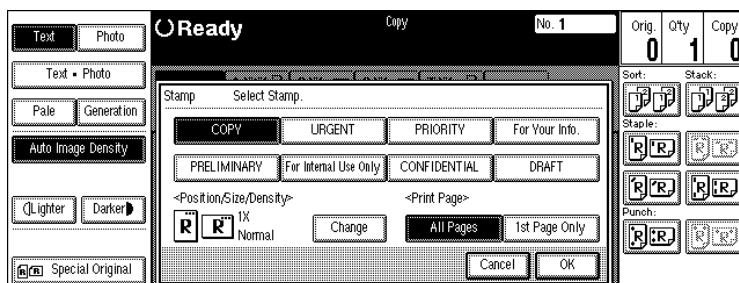 Text
Photo
Text • Photo
Pale
Generation
Auto Image Density
Lighter
Darker
Special Original
Ready
Copy
No. 1
Orig.
Q'ty
Copy
0
1
0
Stamp
Select Stamp.
COPY
URGENT
PRIORITY
For Your Info.
PRELIMINARY
For Internal Use Only
CONFIDENTIAL
DRAFT
<Position/Size/Density>
<Print Page>
R
R
1X
Normal
Change
All Pages
1st Page Only
Cancel
OK
Sort:
Stack:
Staple:
Punch: